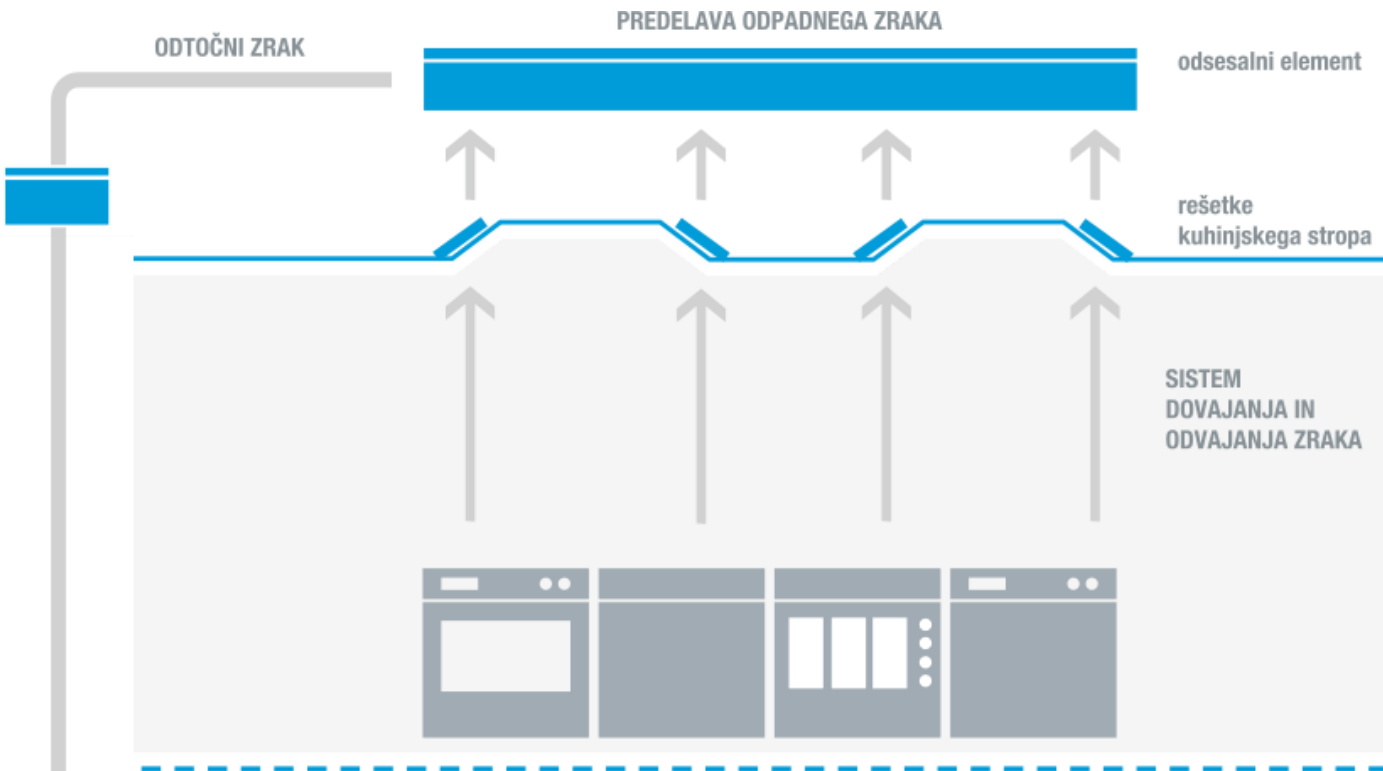 PREDELAVA ODPADNEGA ZRAKA
ODTOČNI ZRAK
odsesalni element
rešetke
kuhinjskega stropa
SISTEM
DOVAJANJA IN
ODVAJANJA ZRAKA